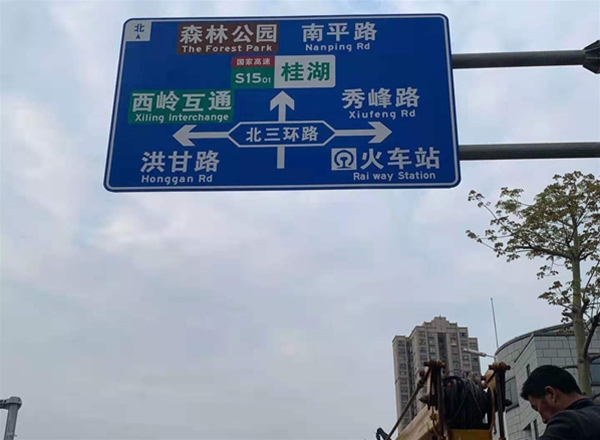 北
森林公园 南平路
The Forest Park Nanping Rd
国家高速
S1501 桂湖
西岭互通 秀峰路
Xiling Interchange Xiufeng Rd
北三环路
洪甘路 火车站
Honggan Rd Rai way Station